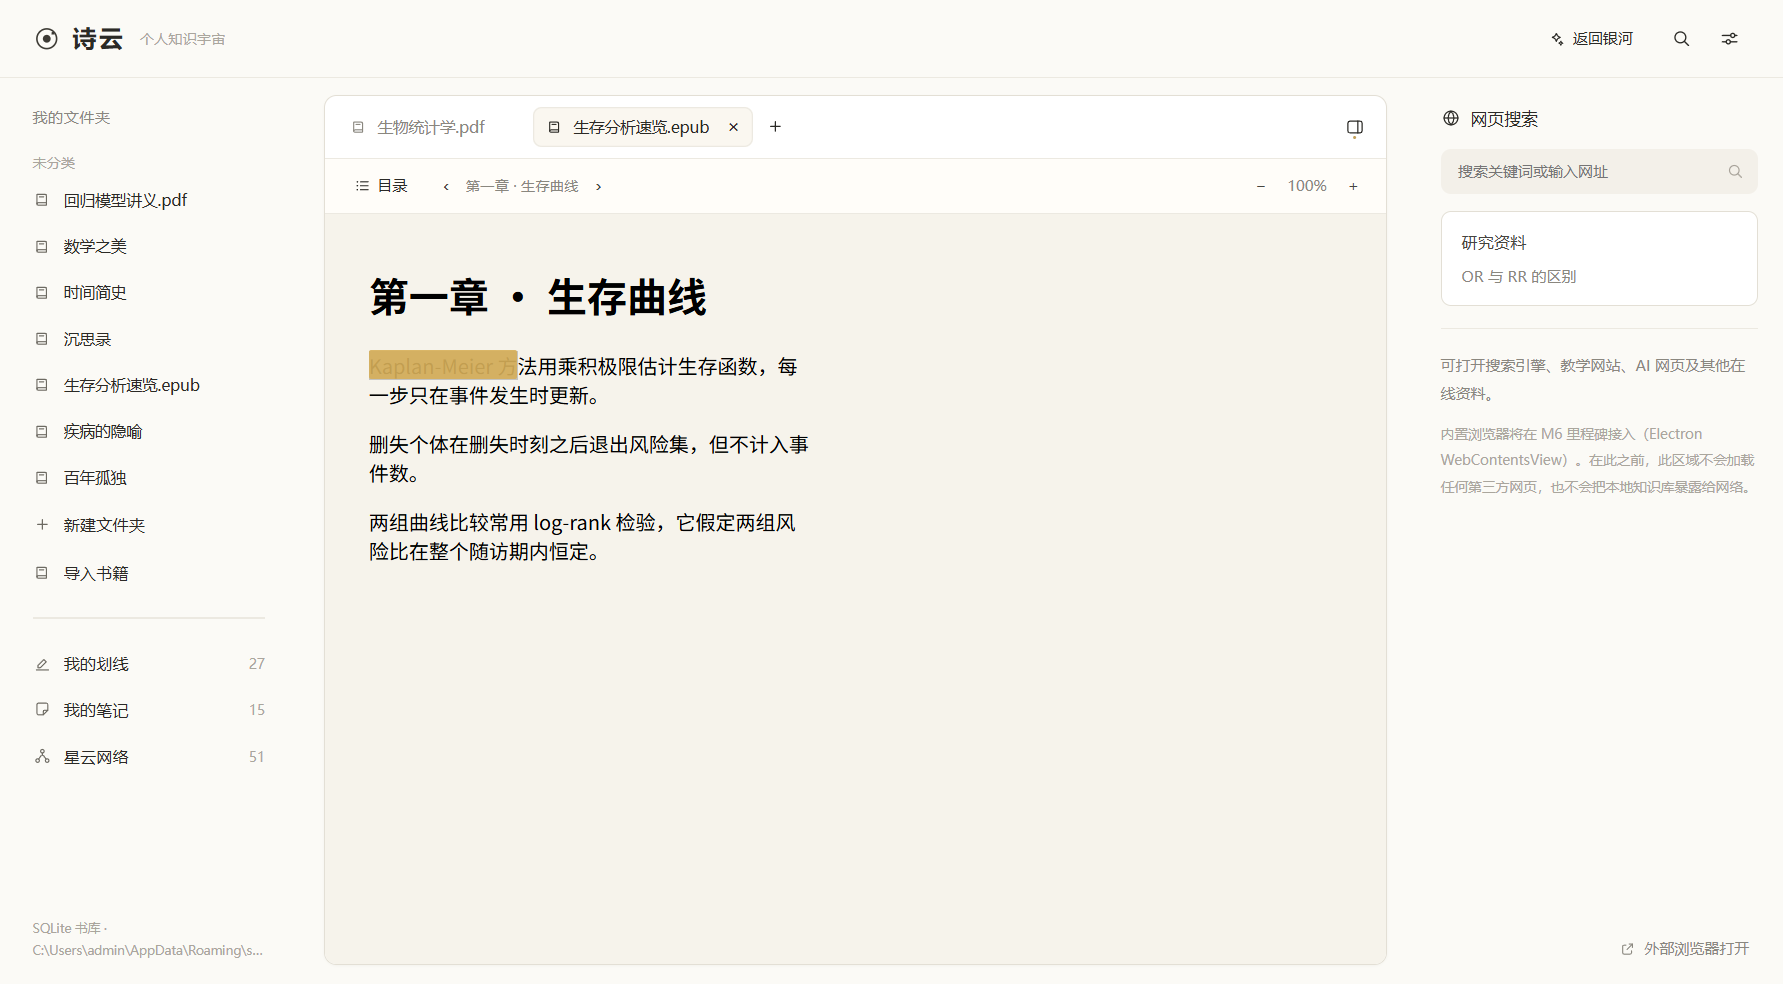 诗云 个人知识宇宙
返回银河
我的文件夹
未分类
回归模型讲义.pdf
数学之美
时间简史
沉思录
生存分析速览.epub
疾病的隐喻
百年孤独
新建文件夹
导入书籍
我的划线 27
我的笔记 15
星云网络 51
SQLite 书库 ·
C:\Users\admin\AppData\Roaming\s...
生物统计学.pdf
生存分析速览.epub
目录
第一章 · 生存曲线
100%
第一章 · 生存曲线
Kaplan-Meier 方法用乘积极限估计生存函数，每
一步只在事件发生时更新。
删失个体在删失时刻之后退出风险集，但不计入事
件数。
两组曲线比较常用 log-rank 检验，它假定两组风
险比在整个随访期内恒定。
网页搜索
搜索关键词或输入网址
研究资料
OR 与 RR 的区别
可打开搜索引擎、教学网站、AI 网页及其他在
线资料。
内置浏览器将在 M6 里程碑接入（Electron
WebContentsView）。在此之前，此区域不会加载
任何第三方网页，也不会把本地知识库暴露给网络。
外部浏览器打开